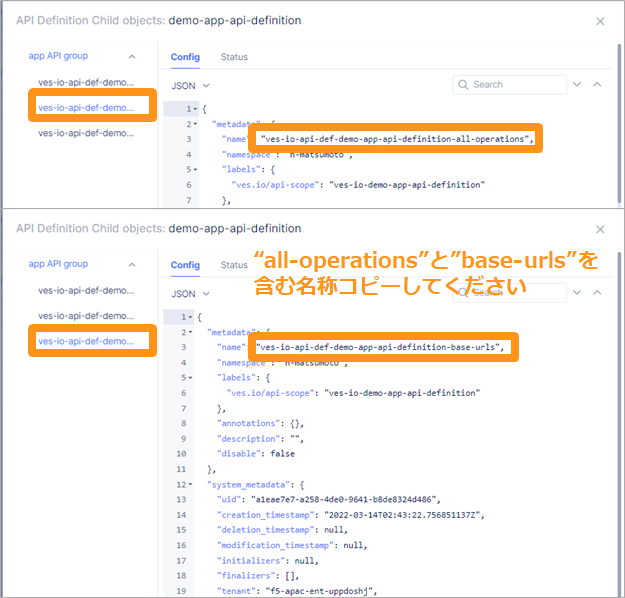 API Definition Child objects: demo-app-api-definition
app API group
ves-io-api-def-demo...
ves-io-api-def-demo...
ves-io-api-def-demo...
Config
Status
JSON
Search
1 {
2 "metadata": {
3 "name": "ves-io-api-def-demo-app-api-definition-all-operations",
4 "namespace": "n-matsumoto",
5 "labels": {
6 "ves.io/api-scope": "ves-io-demo-app-api-definition"
7 },
API Definition Child objects: demo-app-api-definition
app API group
ves-io-api-def-demo...
ves-io-api-def-demo...
ves-io-api-def-demo...
Config
Status
“all-operations”と”base-urls”を
含む名称コピーしてください
JSON
Search
1 {
2 "metadata": {
3 "name": "ves-io-api-def-demo-app-api-definition-base-urls",
4 "namespace": "n-matsumoto",
5 "labels": {
6 "ves.io/api-scope": "ves-io-demo-app-api-definition"
7 },
8 "annotations": {},
9 "description": "",
10 "disable": false
11 },
12 "system_metadata": {
13 "uid": "a1eae7e7-a258-4de0-9641-b8de8324d486",
14 "creation_timestamp": "2022-03-14T02:43:22.756851137Z",
15 "deletion_timestamp": null,
16 "modification_timestamp": null,
17 "initializers": null,
18 "finalizers": [],
19 "tenant": "f5-apac-ent-uppdoshj",